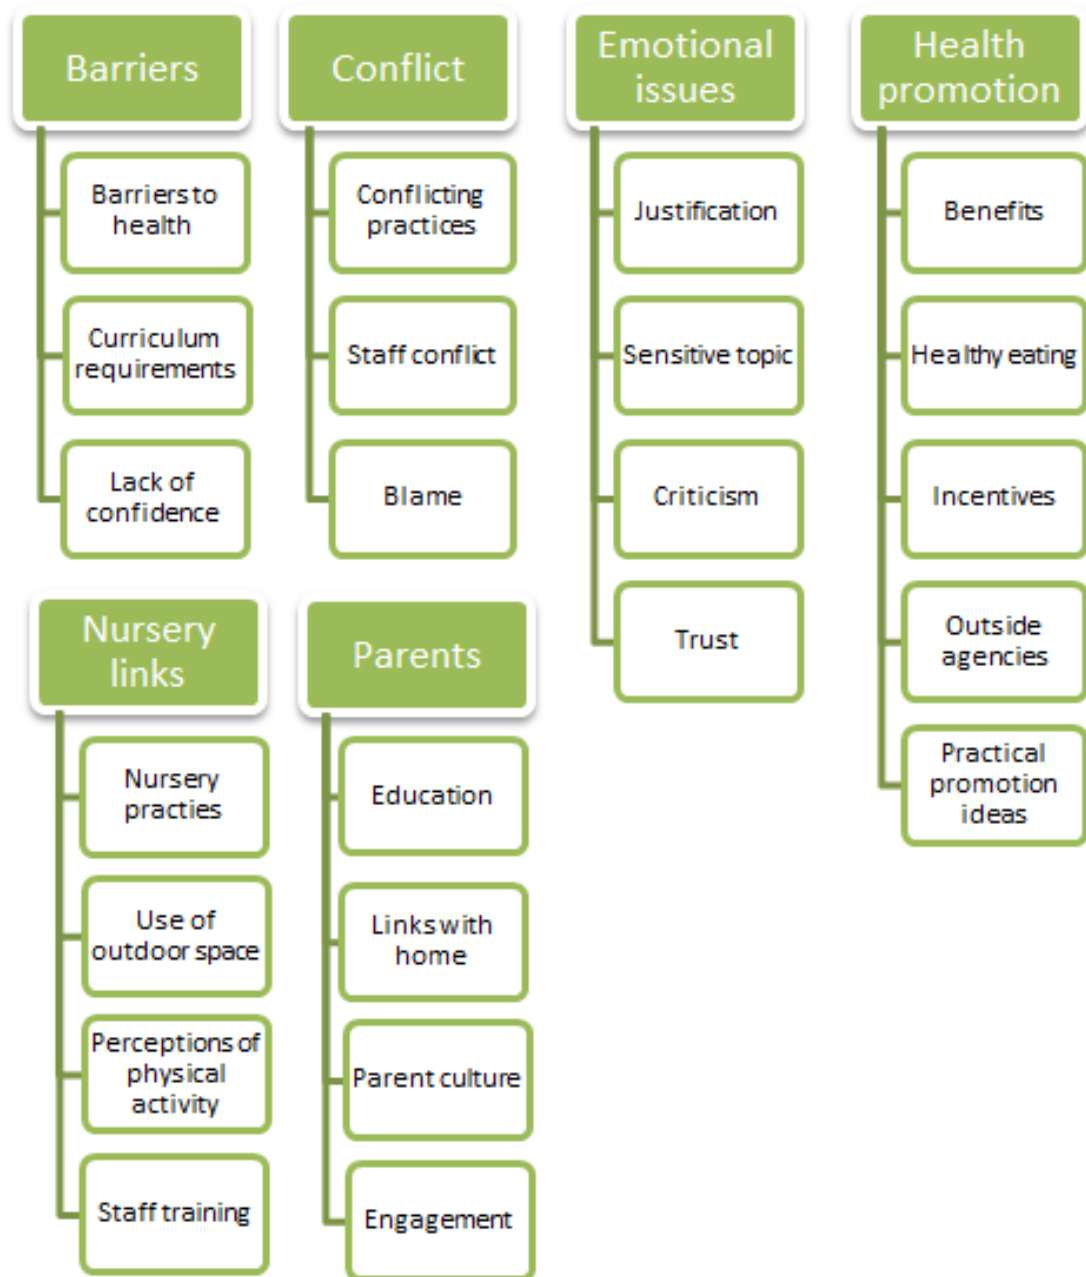 Barriers
Barriers to
health
Curriculum
requirements
Lack of
confidence
Conflict
Conflicting
practices
Staff conflict
Blame
Emotional
issues
Justification
Sensitive topic
Criticism
Trust
Health
promotion
Benefits
Healthy eating
Incentives
Outside
agencies
Practical
promotion
ideas
Nursery
links
Nursery
practies
Use of
outdoor space
Perceptions of
physical
activity
Staff training
Parents
Education
Links with
home
Parent culture
Engagement